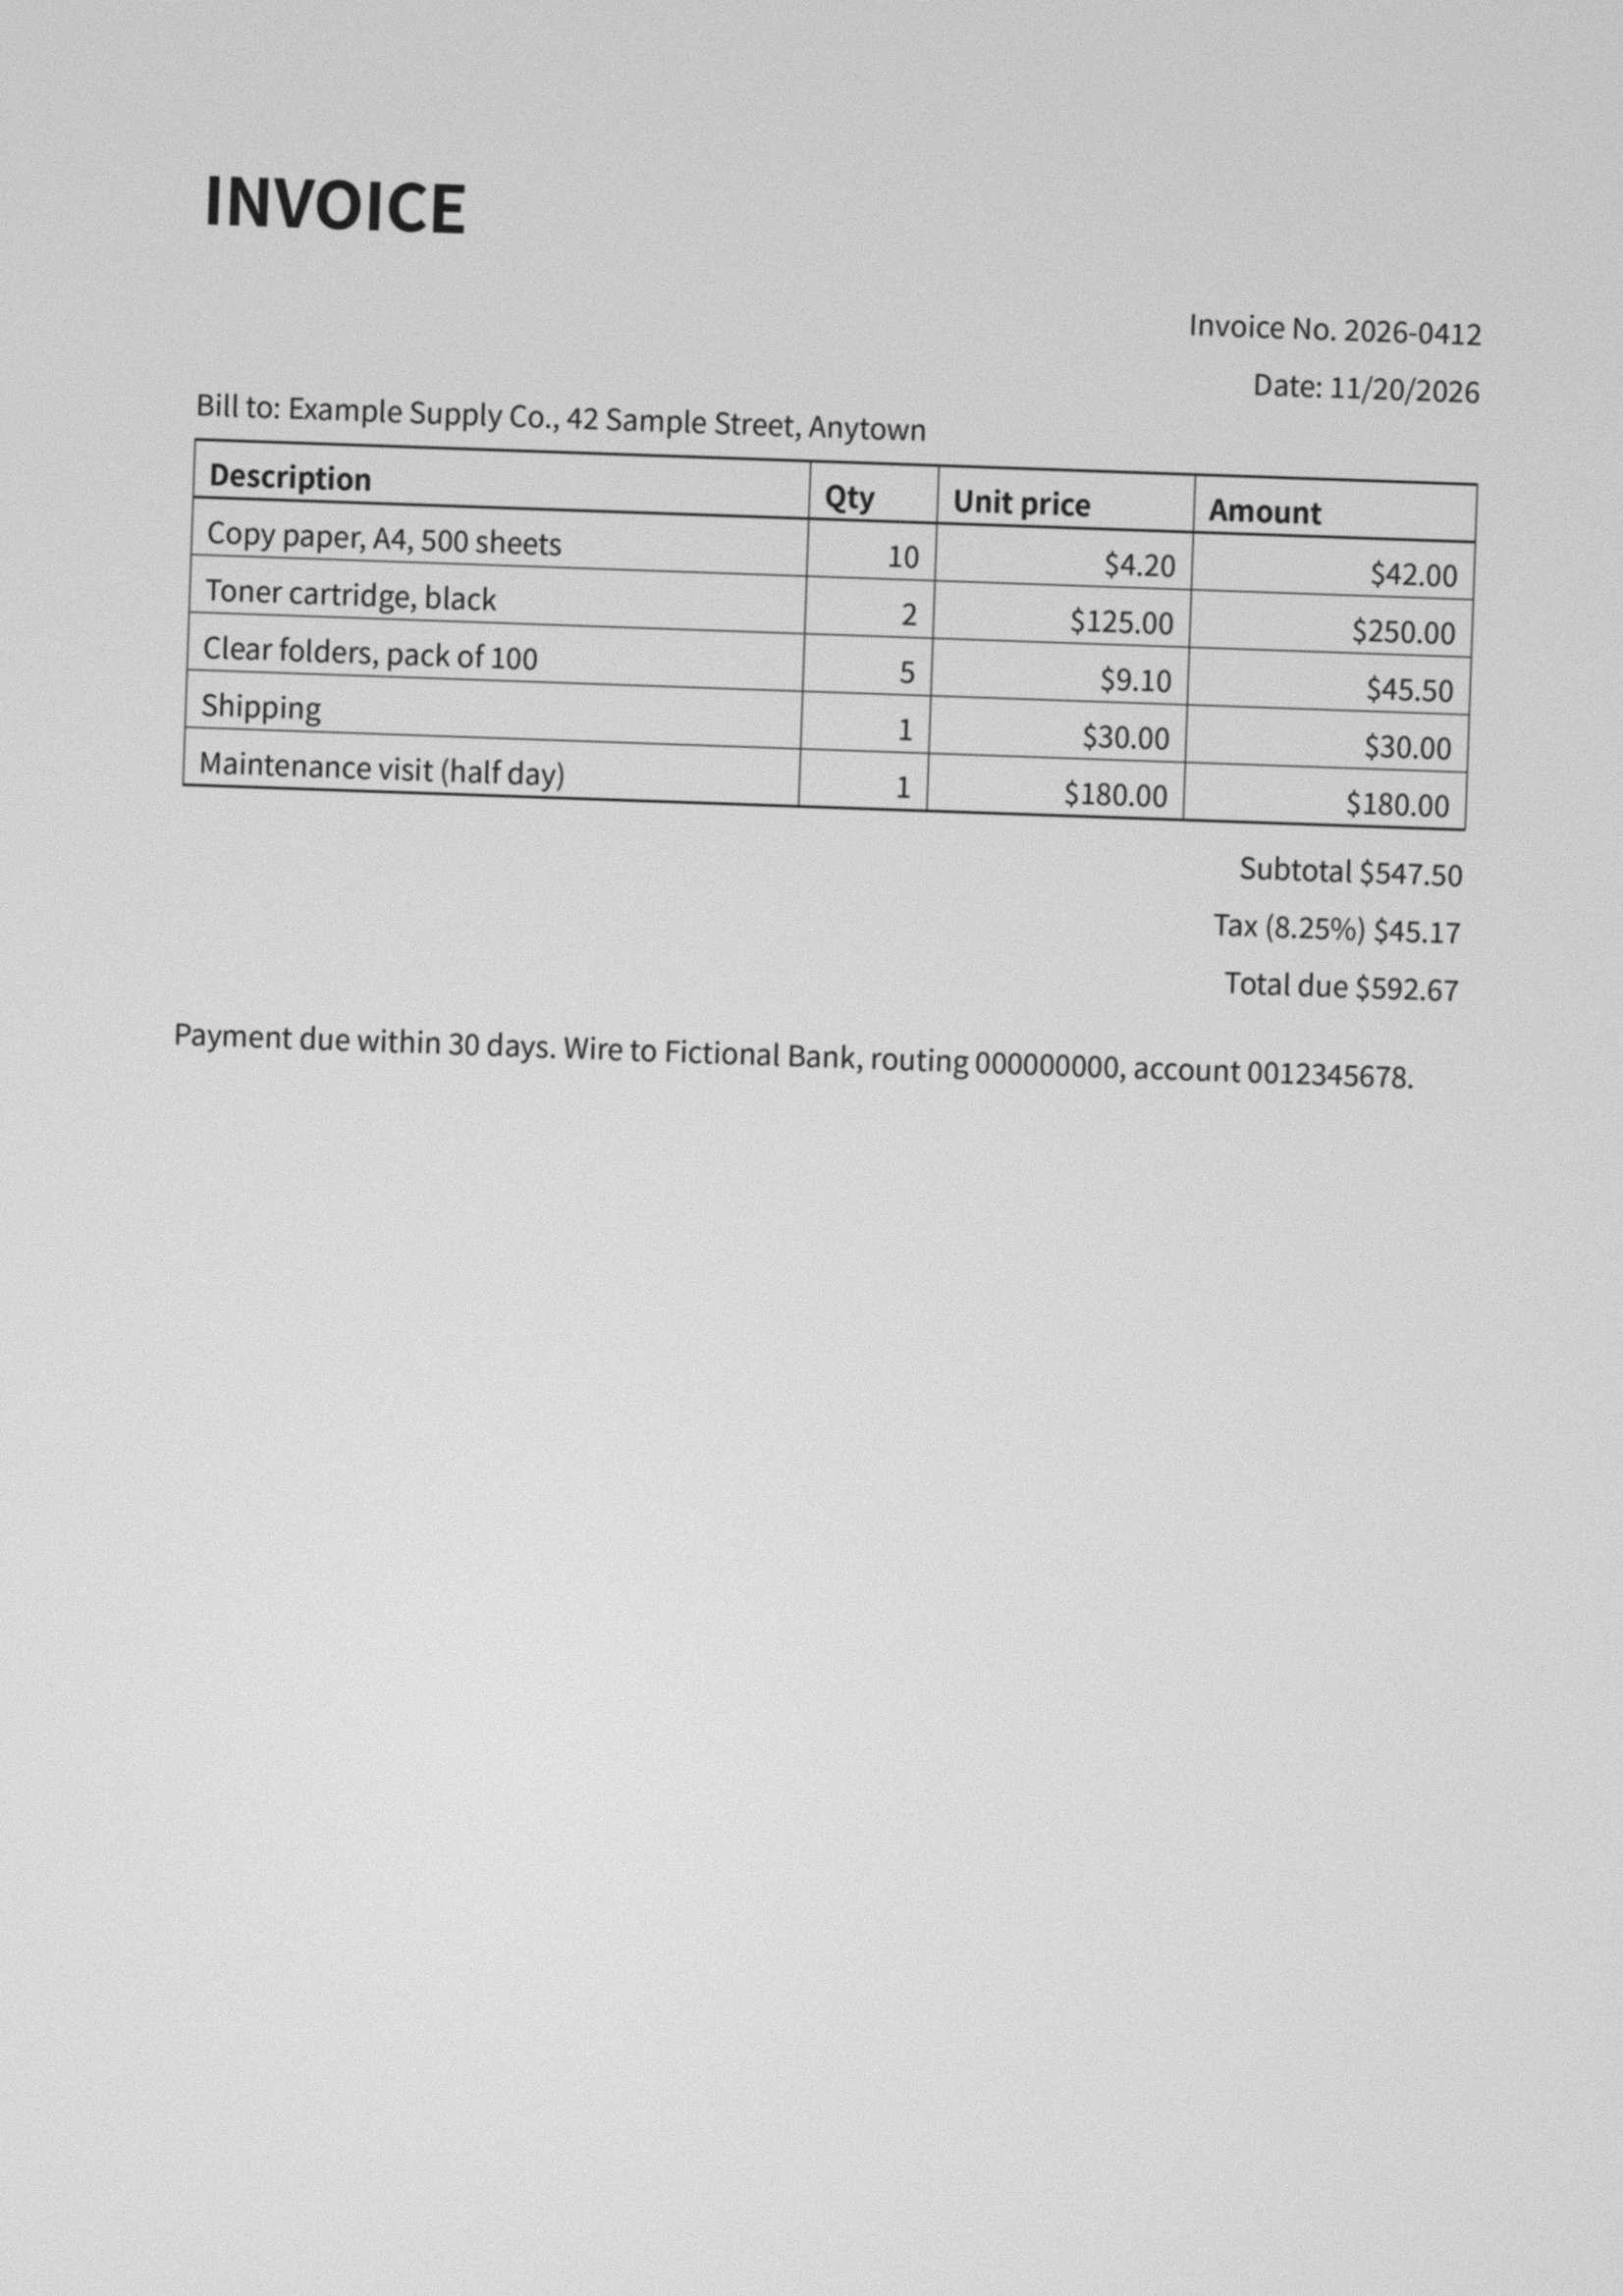 INVOICE
Invoice No. 2026-0412
Date: 11/20/2026
Bill to: Example Supply Co., 42 Sample Street, Anytown
Description Qty Unit price Amount
Copy paper, A4, 500 sheets 10 $4.20 $42.00
Toner cartridge, black 2 $125.00 $250.00
Clear folders, pack of 100 5 $9.10 $45.50
Shipping 1 $30.00 $30.00
Maintenance visit (half day) 1 $180.00 $180.00
Subtotal $547.50
Tax (8.25%) $45.17
Total due $592.67
Payment due within 30 days. Wire to Fictional Bank, routing 000000000, account 0012345678.